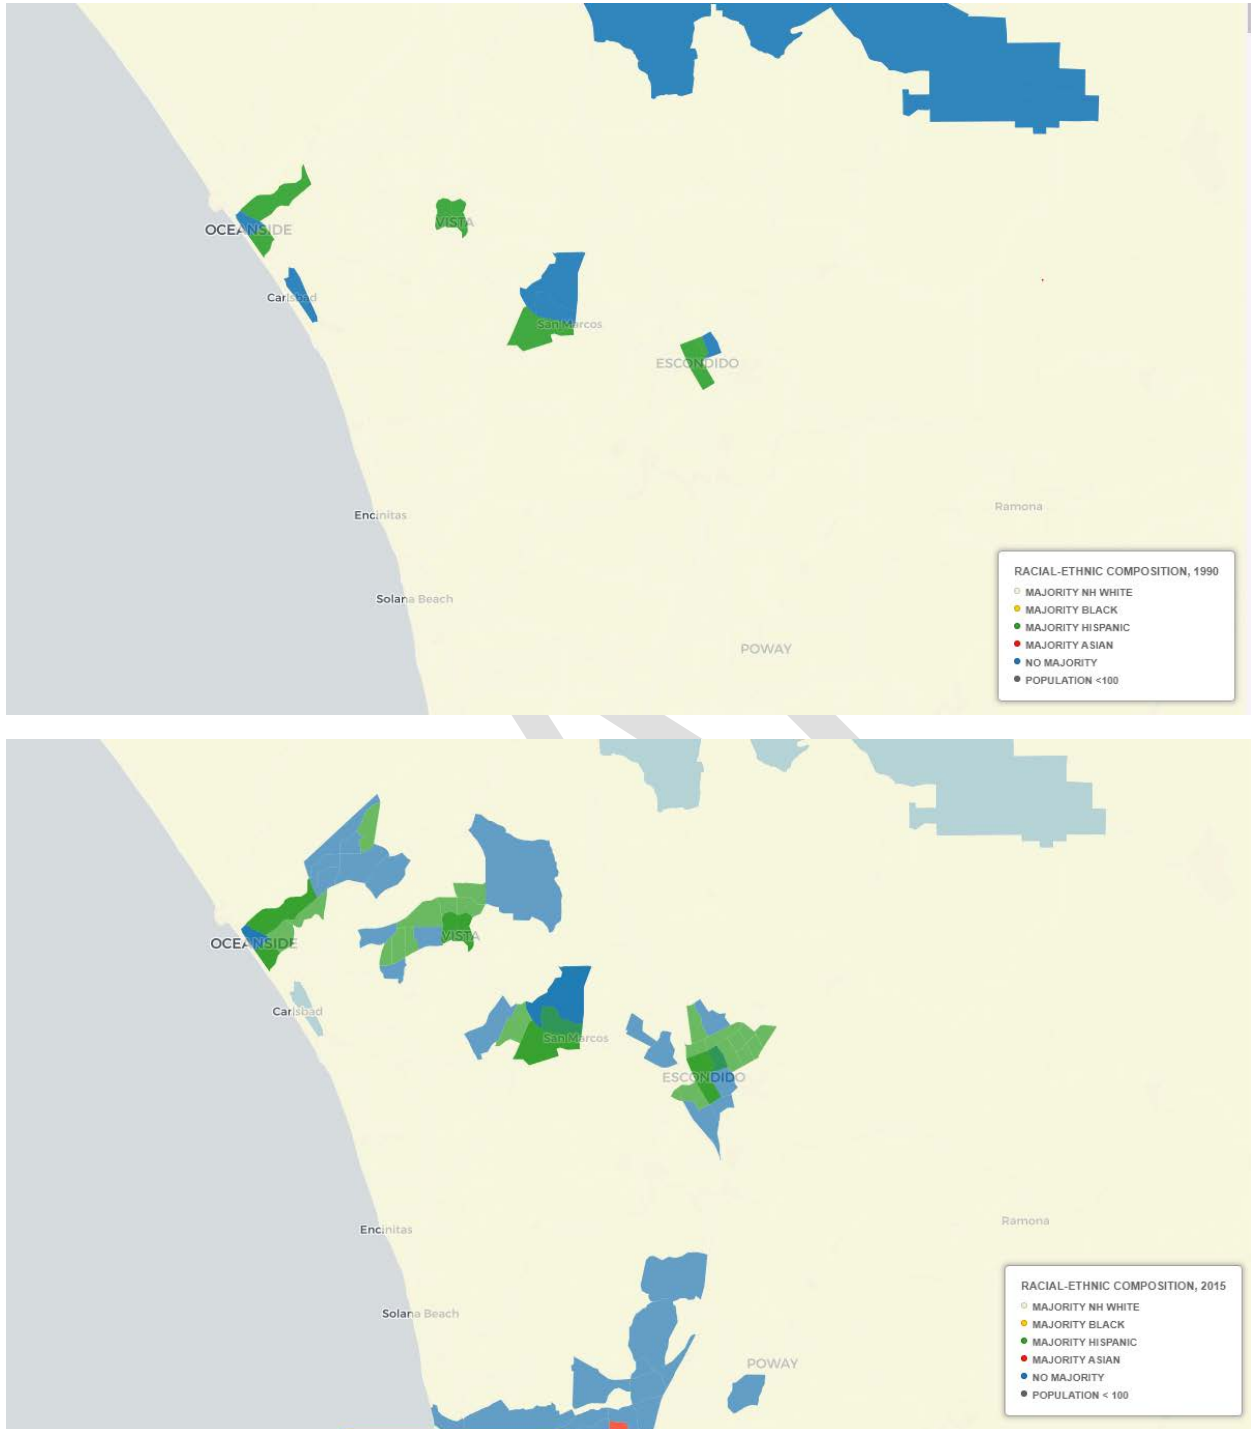 OCEANSIDE
VISTA
Carlsbad
San Marcos
ESCONDIDO
Encinitas
Ramona
Solana Beach
POWAY
RACIAL-ETHNIC COMPOSITION, 1990
MAJORITY NH WHITE
MAJORITY BLACK
MAJORITY HISPANIC
MAJORITY ASIAN
NO MAJORITY
POPULATION <100
OCEANSIDE
VISTA
Carlsbad
San Marcos
ESCONDIDO
Encinitas
Ramona
Solana Beach
POWAY
RACIAL-ETHNIC COMPOSITION, 2015
MAJORITY NH WHITE
MAJORITY BLACK
MAJORITY HISPANIC
MAJORITY ASIAN
NO MAJORITY
POPULATION < 100